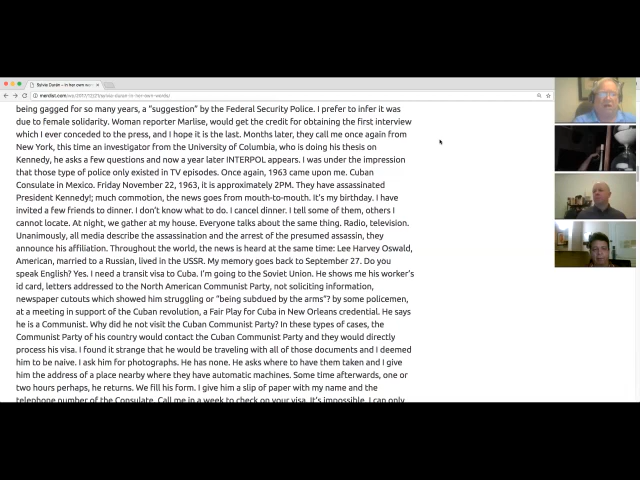 Sylvia Duran – in her own words
menlist.com/wp/2017/12/21/sylvia-duran-in-her-own-words/
being gagged for so many years, a "suggestion" by the Federal Security Police. I prefer to infer it was
due to female solidarity. Woman reporter Marlise, would get the credit for obtaining the first interview
which I ever conceded to the press, and I hope it is the last. Months later, they call me once again from
New York, this time an investigator from the University of Columbia, who is doing his thesis on
Kennedy, he asks a few questions and now a year later INTERPOL appears. I was under the impression
that those type of police only existed in TV episodes. Once again, 1963 came upon me. Cuban
Consulate in Mexico. Friday November 22, 1963, it is approximately 2PM. They have assassinated
President Kennedy!; much commotion, the news goes from mouth-to-mouth. It's my birthday. I have
invited a few friends to dinner. I don't know what to do. I cancel dinner. I tell some of them, others I
cannot locate. At night, we gather at my house. Everyone talks about the same thing. Radio, television.
Unanimously, all media describe the assassination and the arrest of the presumed assassin, they
announce his affiliation. Throughout the world, the news is heard at the same time: Lee Harvey Oswald,
American, married to a Russian, lived in the USSR. My memory goes back to September 27. Do you
speak English? Yes. I need a transit visa to Cuba. I'm going to the Soviet Union. He shows me his worker's
id card, letters addressed to the North American Communist Party, not soliciting information,
newspaper cutouts which showed him struggling or "being subdued by the arms"? by some policemen,
at a meeting in support of the Cuban revolution, a Fair Play for Cuba in New Orleans credential. He says
he is a Communist. Why did he not visit the Cuban Communist Party? In these types of cases, the
Communist Party of his country would contact the Cuban Communist Party and they would directly
process his visa. I found it strange that he would be traveling with all of those documents and I deemed
him to be naive. I ask him for photographs. He has none. He asks where to have them taken and I give
him the address of a place nearby where they have automatic machines. Some time afterwards, one or
two hours perhaps, he returns. We fill his form. I give him a slip of paper with my name and the
telephone number of the Consulate. Call me in a week to check on your visa. It's impossible. I can only